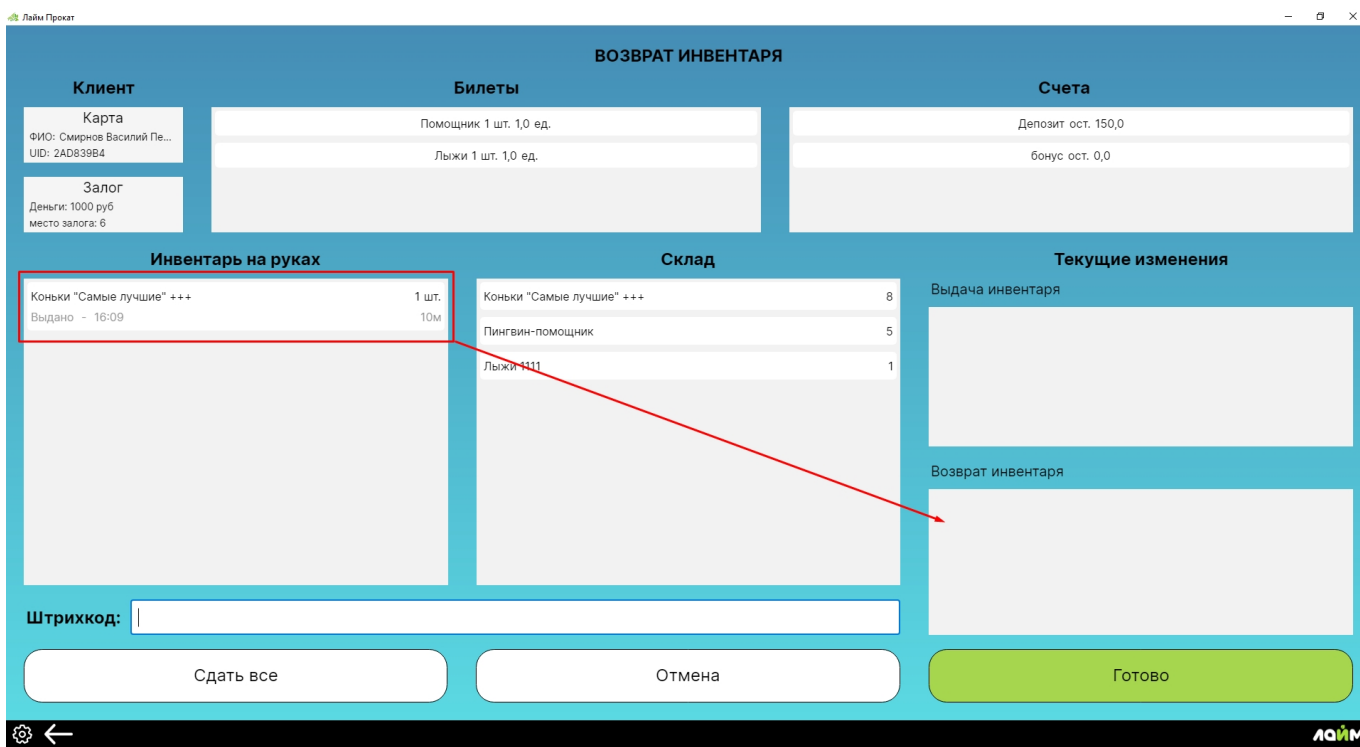 Лайм Прокат
ВОЗВРАТ ИНВЕНТАРЯ
Клиент
Карта
ФИО: Смирнов Василий Пе...
UID: 2AD839B4
Залог
Деньги: 1000 руб
место залога: 6
Билеты
Помощник 1 шт. 1,0 ед.
Лыжи 1 шт. 1,0 ед.
Счета
Депозит ост. 150,0
бонус ост. 0,0
Инвентарь на руках
Коньки "Самые лучшие" +++ 1 шт.
Выдано - 16:09 10м
Склад
Коньки "Самые лучшие" +++ 8
Пингвин-помощник 5
Лыжи 1111 1
Текущие изменения
Выдача инвентаря
Возврат инвентаря
Штрихкод:
Сдать все
Отмена
Готово
лайм